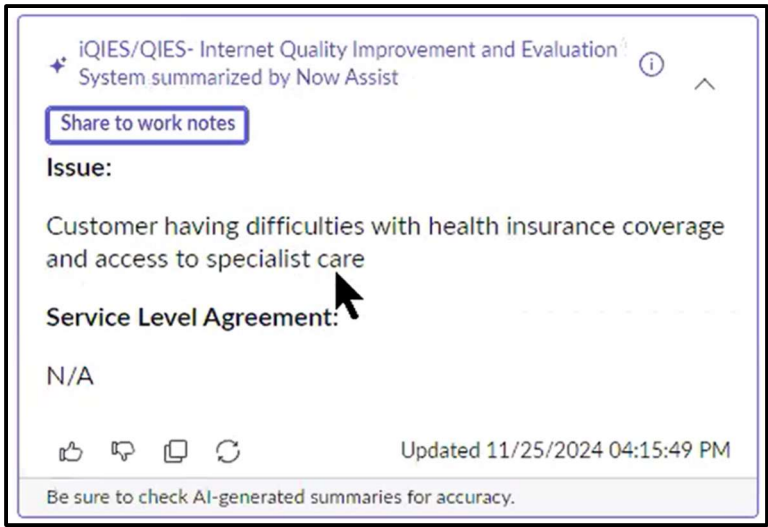 iQIES/QIES- Internet Quality Improvement and Evaluation
System summarized by Now Assist
Share to work notes
Issue:
Customer having difficulties with health insurance coverage
and access to specialist care
Service Level Agreement:
N/A
Updated 11/25/2024 04:15:49 PM
Be sure to check AI-generated summaries for accuracy.